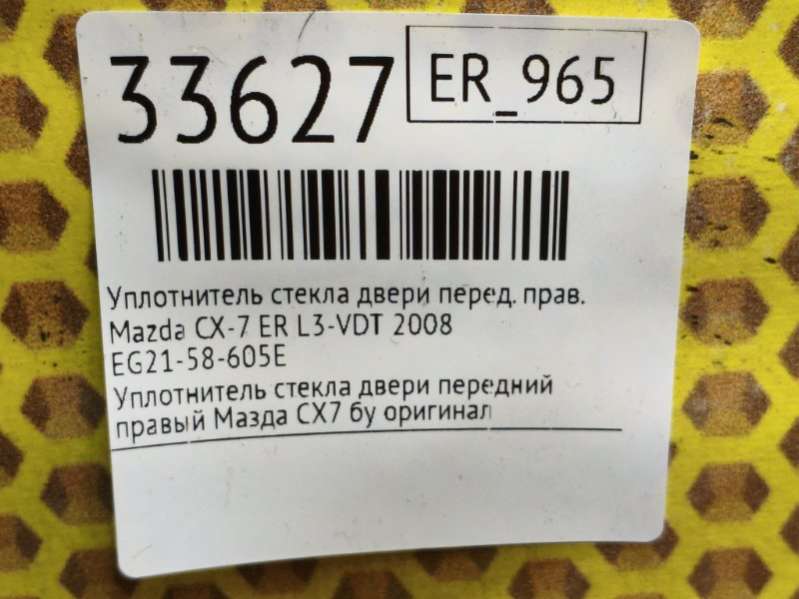 33627
ER_965
Уплотнитель стекла двери перед. прав.
Mazda CX-7 ER L3-VDT 2008
EG21-58-605E
Уплотнитель стекла двери передний
правый Мазда СХ7 бу оригинал